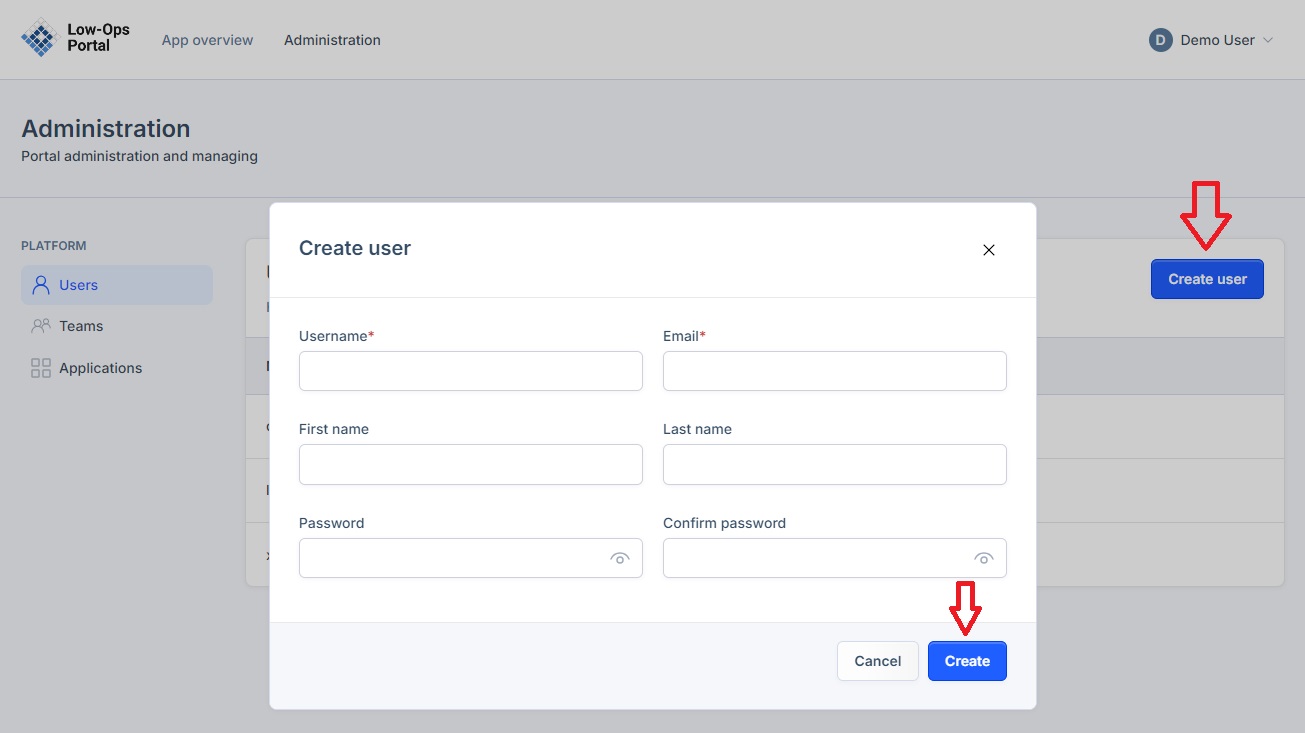 Low-Ops
Portal
App overview
Administration
D
Demo User
Administration
Portal administration and managing
PLATFORM
Users
Teams
Applications
Create user
Create user
Username*
Email*
First name
Last name
Password
Confirm password
Cancel
Create